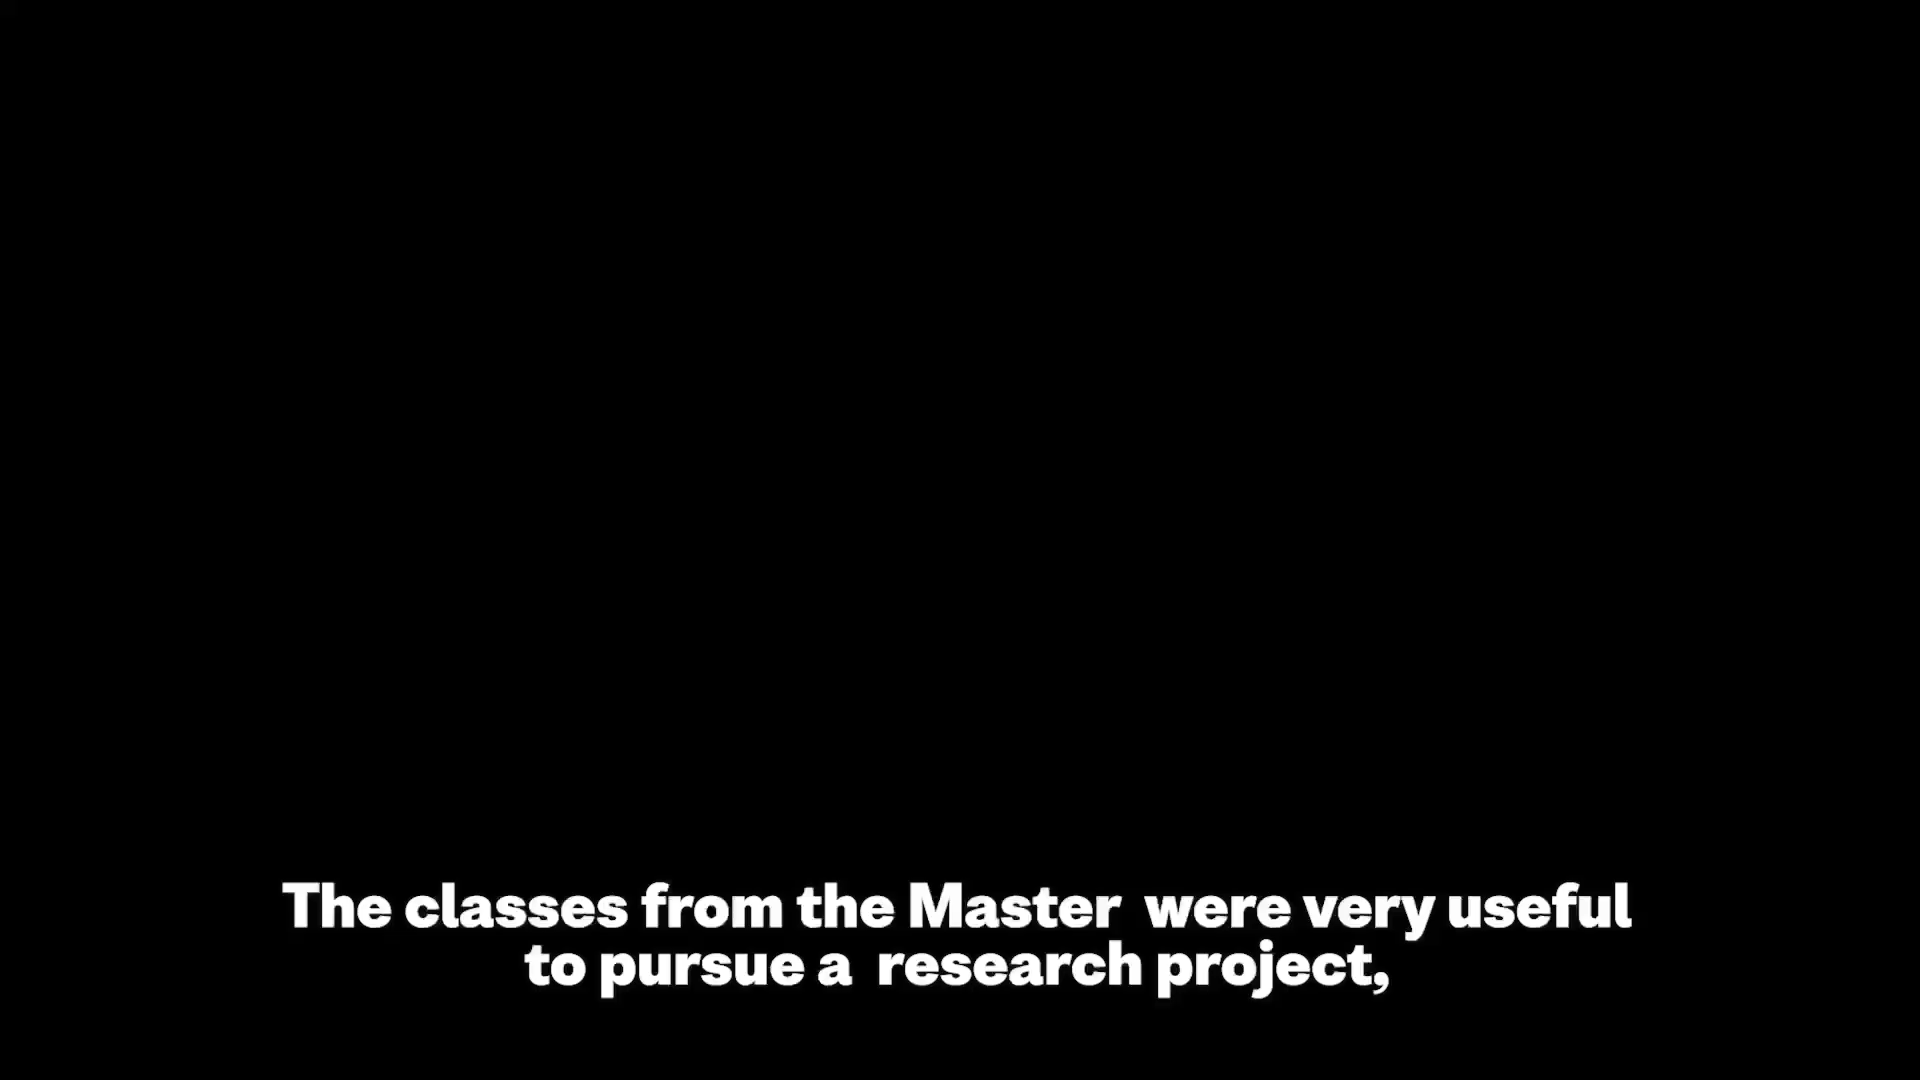 The classes from the Master  were very useful
to pursue a  research project,